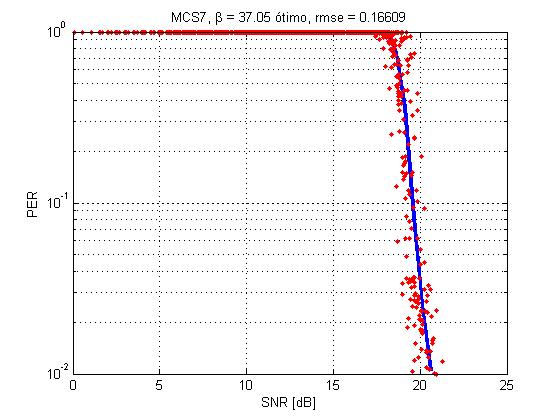 MCS7, β = 37.05 ótimo, rmse = 0.16609
10^0
10^-1
10^-2
PER
0 5 10 15 20 25
SNR [dB]